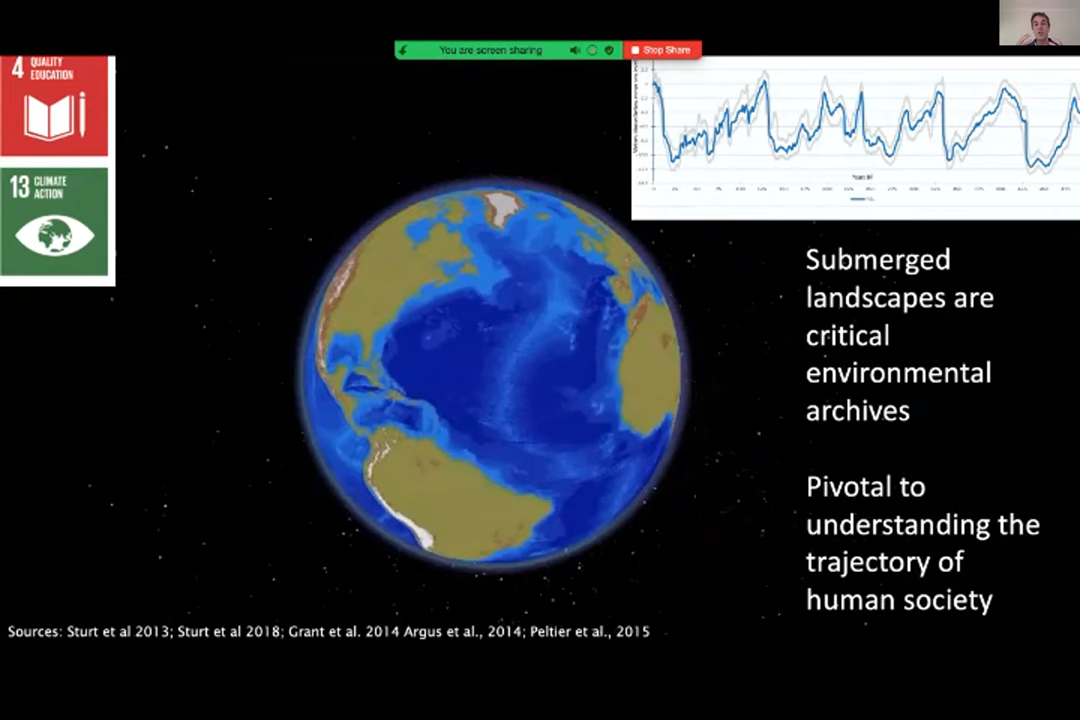 You are screen sharing
Stop Share
4 QUALITY
EDUCATION
13 CLIMATE
ACTION
Years BP
Submerged
landscapes are
critical
environmental
archives
Pivotal to
understanding the
trajectory of
human society
Sources: Sturt et al 2013; Sturt et al 2018; Grant et al. 2014 Argus et al., 2014; Peltier et al., 2015